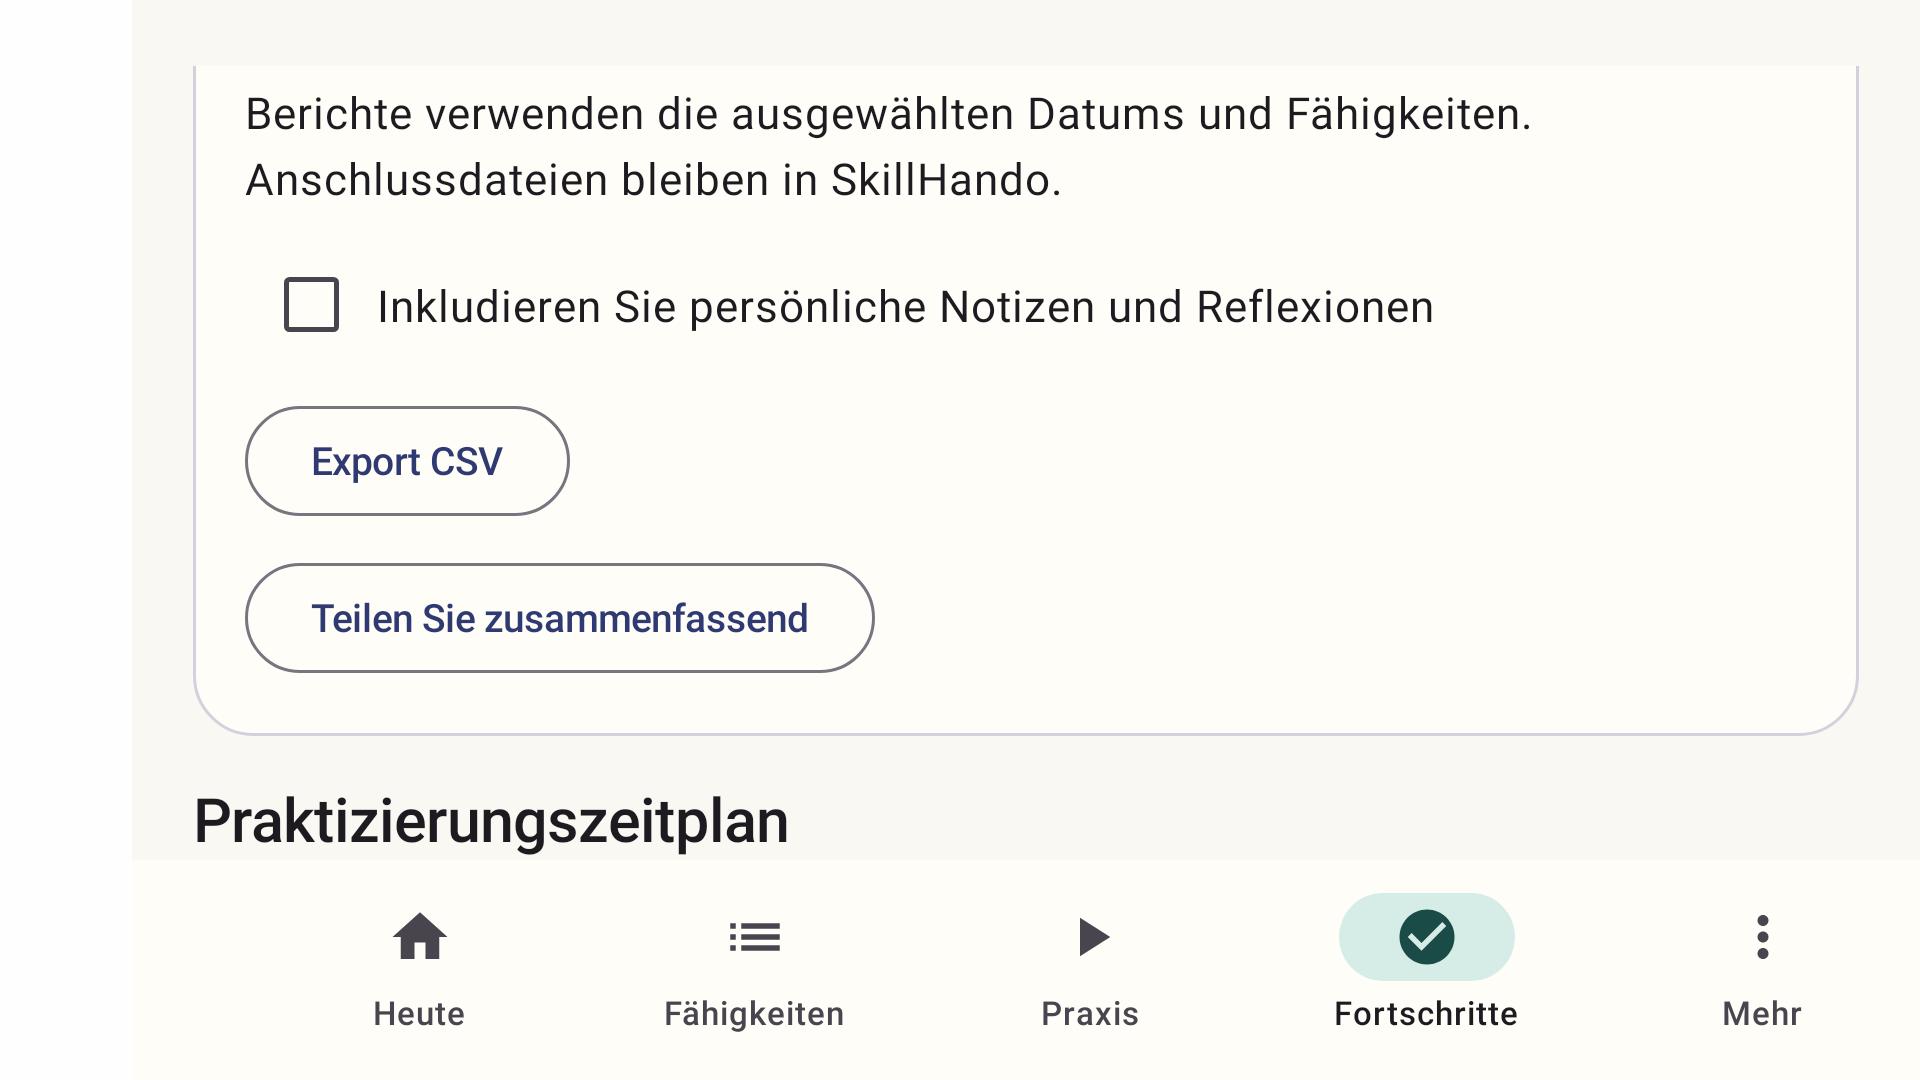 Berichte verwenden die ausgewählten Datums und Fähigkeiten.
Anschlussdateien bleiben in SkillHando.
Inkludieren Sie persönliche Notizen und Reflexionen
Export CSV
Teilen Sie zusammenfassend
Praktizierungszeitplan
Heute
Fähigkeiten
Praxis
Fortschritte
Mehr